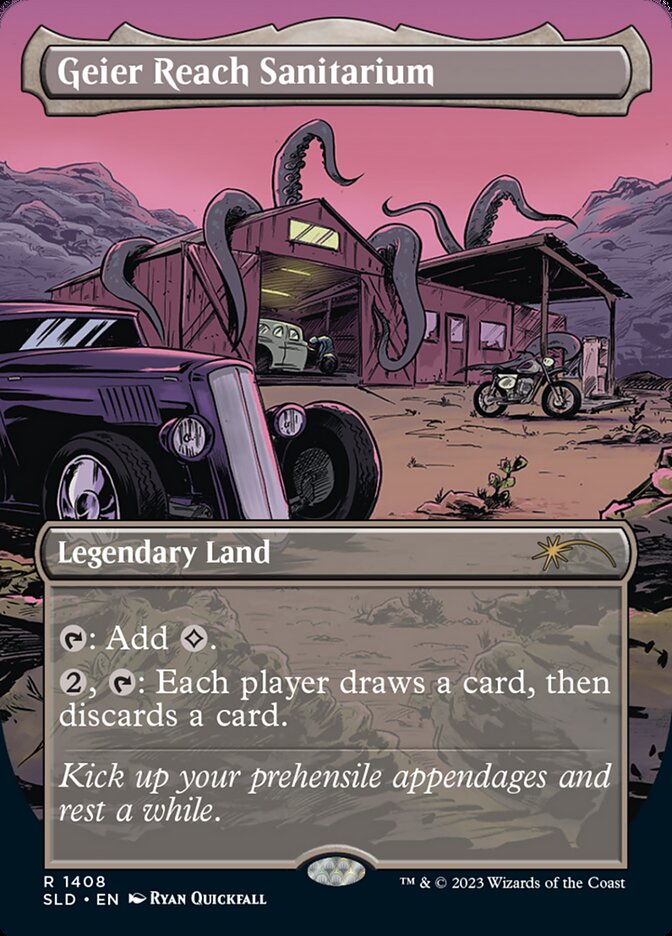 Geier Reach Sanitarium
Legendary Land
: Add .
2, : Each player draws a card, then
discards a card.
Kick up your prehensile appendages and
rest a while.
R 1408
SLD • EN Ryan Quickfall
™ & © 2023 Wizards of the Coast